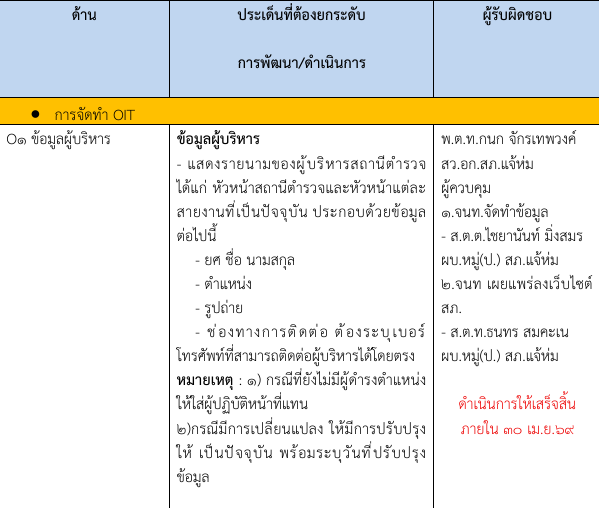 ด้าน
ประเด็นที่ต้องยกระดับ
การพัฒนา/ดำเนินการ
ผู้รับผิดชอบ
● การจัดทำ OIT
O๑ ข้อมูลผู้บริหาร
ข้อมูลผู้บริหาร
- แสดงรายนามของผู้บริหารสถานีตำรวจ
ได้แก่ หัวหน้าสถานีตำรวจและหัวหน้าแต่ละ
สายงานที่เป็นปัจจุบัน ประกอบด้วยข้อมูล
ต่อไปนี้
- ยศ ชื่อ นามสกุล
- ตำแหน่ง
- รูปถ่าย
- ช่องทางการติดต่อ ต้องระบุเบอร์
โทรศัพท์ที่สามารถติดต่อผู้บริหารได้โดยตรง
หมายเหตุ : ๑) กรณีที่ยังไม่มีผู้ดำรงตำแหน่ง
ให้ใส่ผู้ปฏิบัติหน้าที่แทน
๒)กรณีมีการเปลี่ยนแปลง ให้มีการปรับปรุง
ให้ เป็นปัจจุบัน พร้อมระบุวันที่ปรับปรุง
ข้อมูล
พ.ต.ท.กนก จักรเทพวงค์
สว.อก.สภ.แจ้ห่ม
ผู้ควบคุม
๑.จนท.จัดทำข้อมูล
- ส.ต.ต.ไชยานันท์ มิ่งสมร
ผบ.หมู่(ป.) สภ.แจ้ห่ม
๒.จนท เผยแพร่ลงเว็บไซต์
สภ.
- ส.ต.ท.ธนทร สมคะเน
ผบ.หมู่(ป.) สภ.แจ้ห่ม
ดำเนินการให้เสร็จสิ้น
ภายใน ๓๐ เม.ย.๖๙